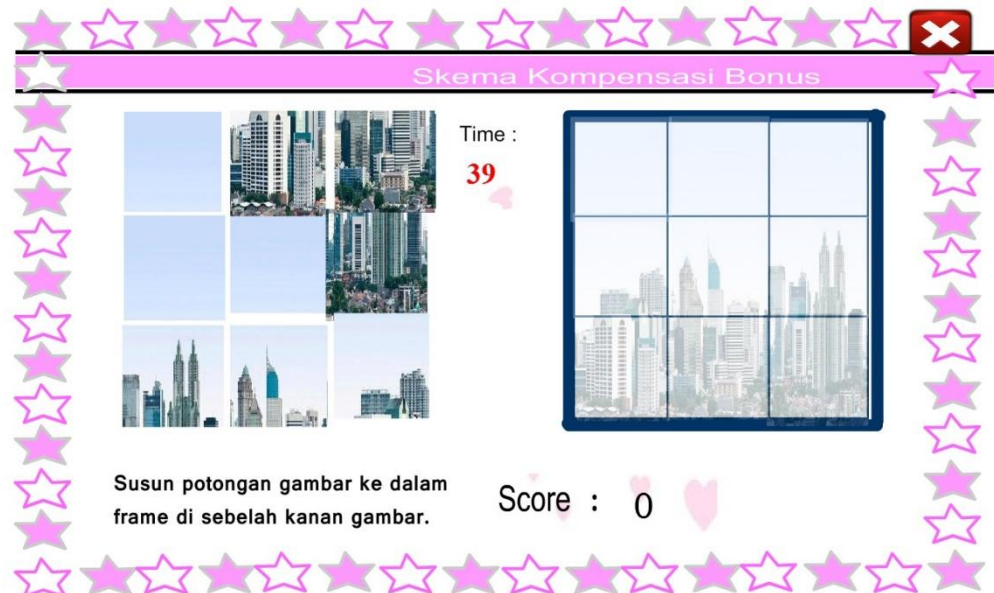 Skema Kompensasi Bonus
Time :
39
Susun potongan gambar ke dalam
frame di sebelah kanan gambar.
Score : 0